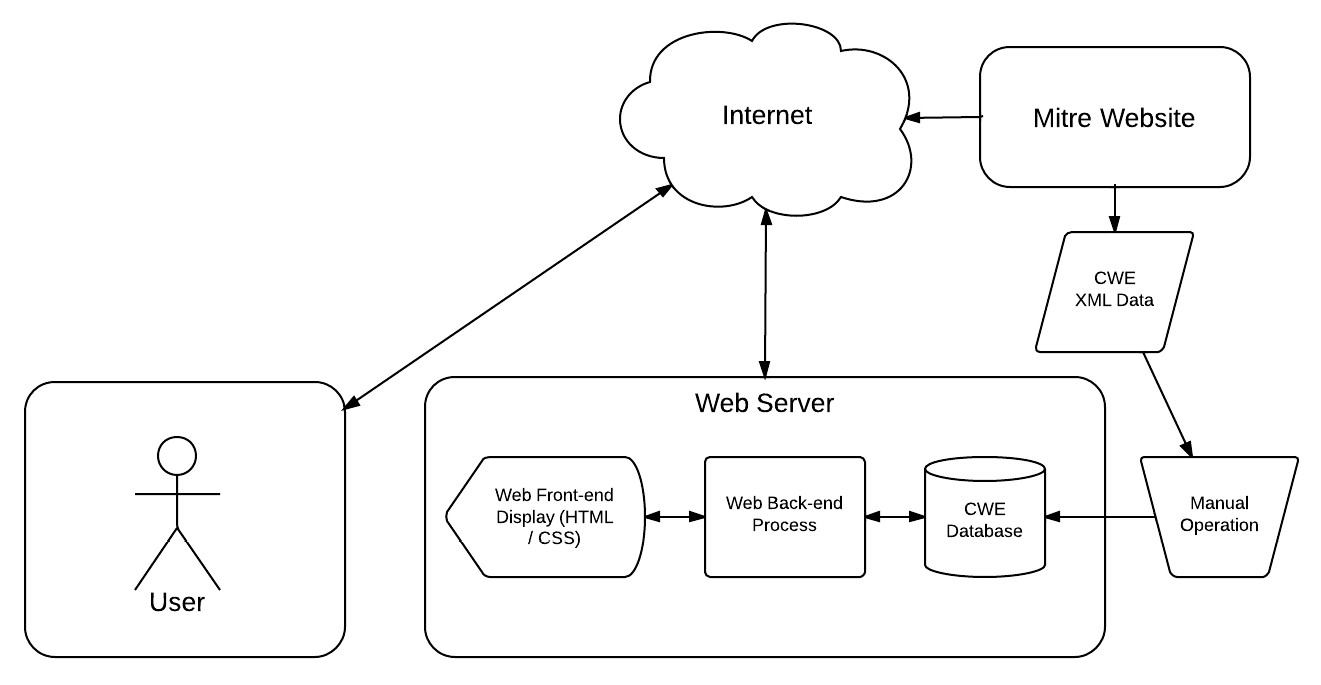 Internet
Mitre Website
CWE
XML Data
Web Server
Web Front-end
Display (HTML
/ CSS)
Web Back-end
Process
CWE
Database
Manual
Operation
User